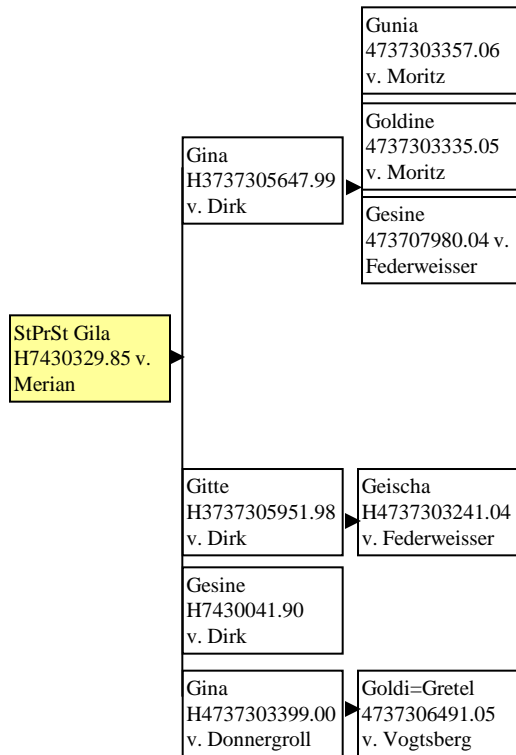 Gunia
4737303357.06
v. Moritz
Goldine
4737303335.05
v. Moritz
Gina
H3737305647.99
v. Dirk
Gesine
473707980.04 v.
Federweisser
StPrSt Gila
H7430329.85 v.
Merian
Gitte
H3737305951.98
v. Dirk
Geischa
H4737303241.04
v. Federweisser
Gesine
H7430041.90
v. Dirk
Gina
H4737303399.00
v. Donnergroll
Goldi=Gretel
4737306491.05
v. Vogtsberg